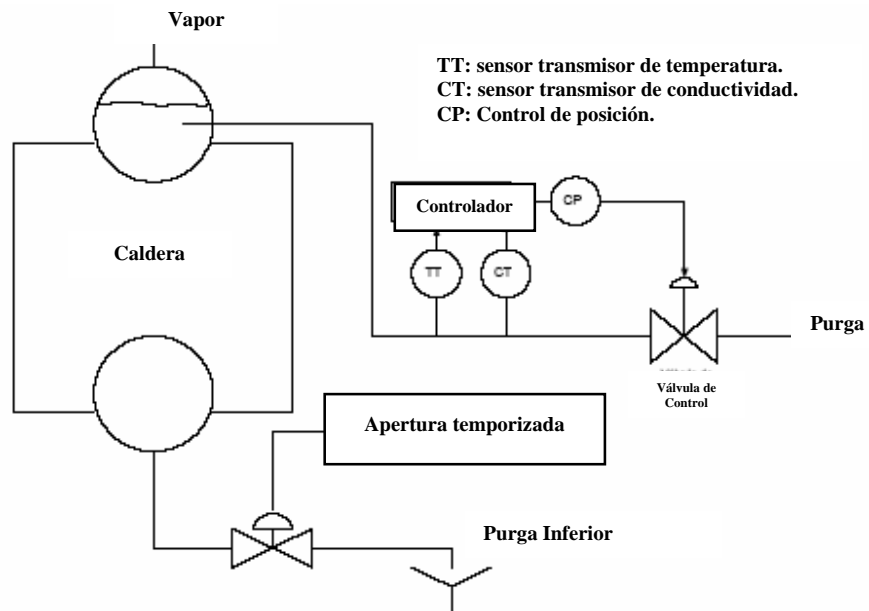 Vapor
TT: sensor transmisor de temperatura.
CT: sensor transmisor de conductividad.
CP: Control de posición.
Controlador
CP
Caldera
TT
CT
Purga
Válvula de
Control
Apertura temporizada
Purga Inferior